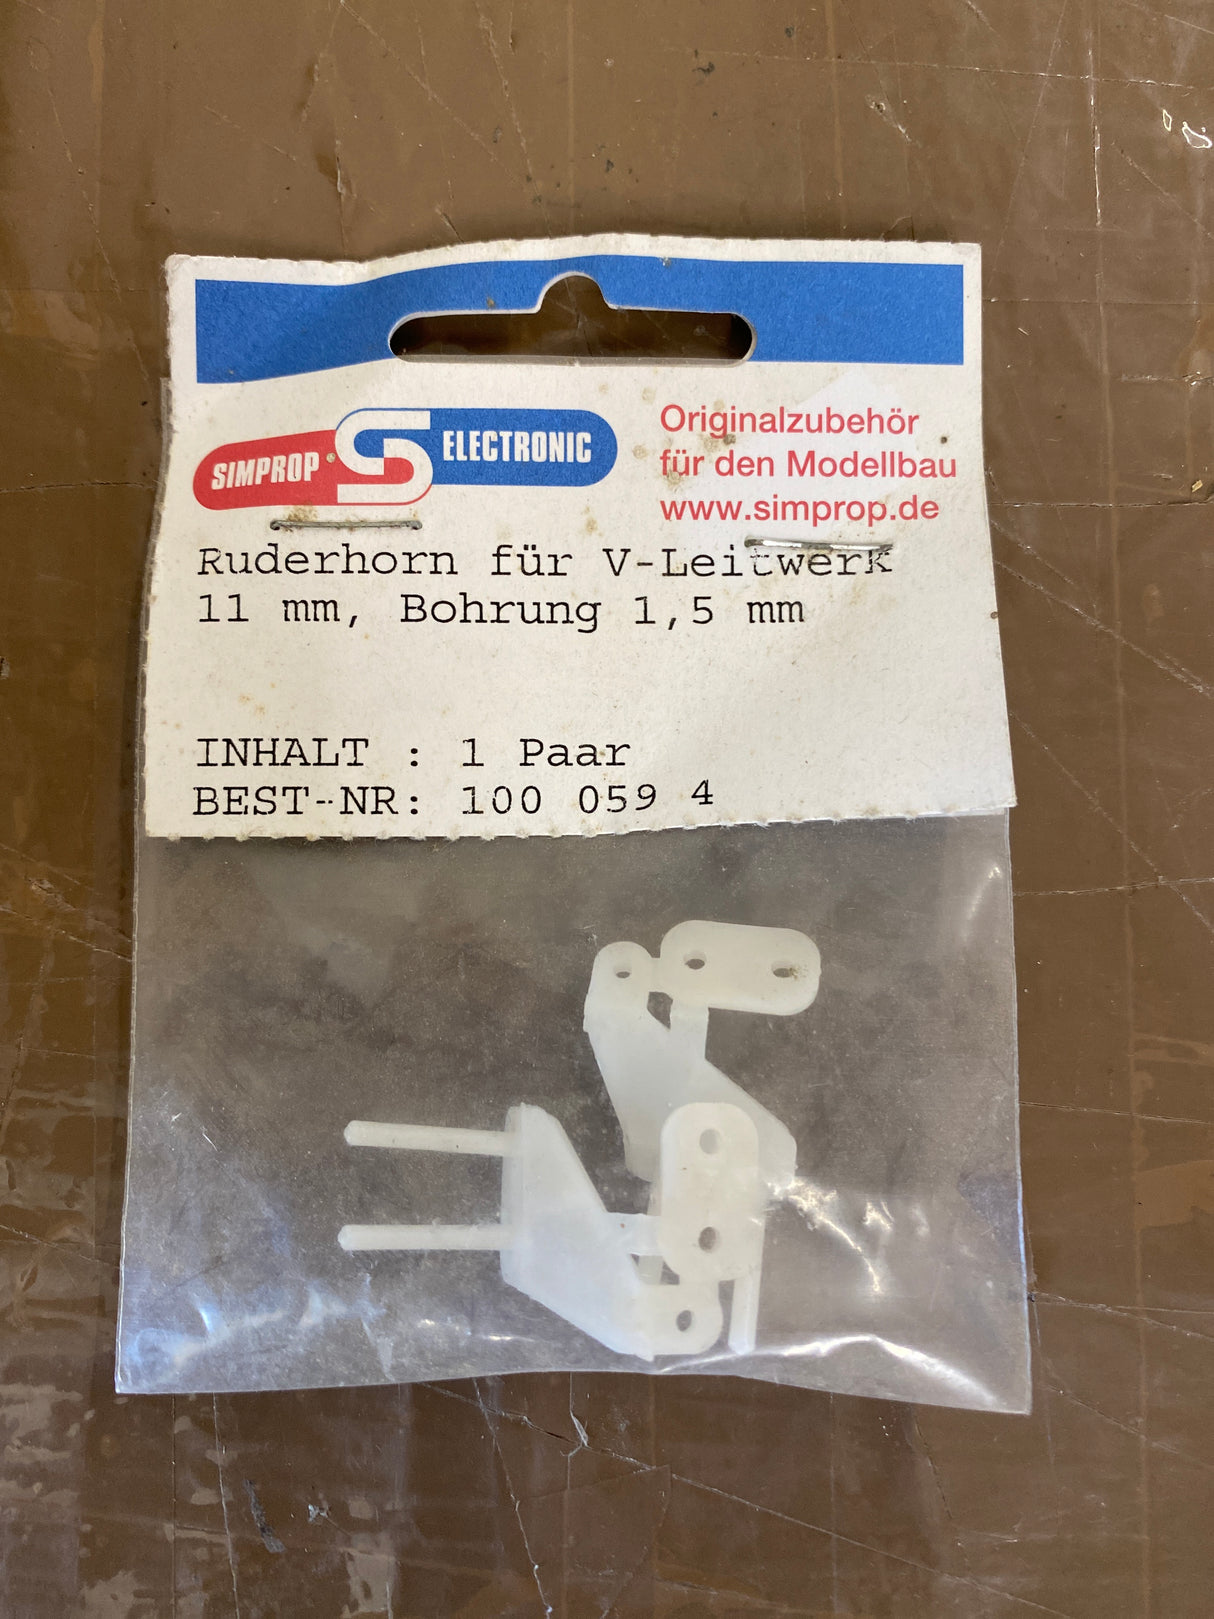 SIMPROP ELECTRONIC
Originalzubehör
für den Modellbau
www.simprop.de
Ruderhorn für V-Leitwerk
11 mm, Bohrung 1,5 mm
INHALT : 1 Paar
BEST-NR: 100 059 4